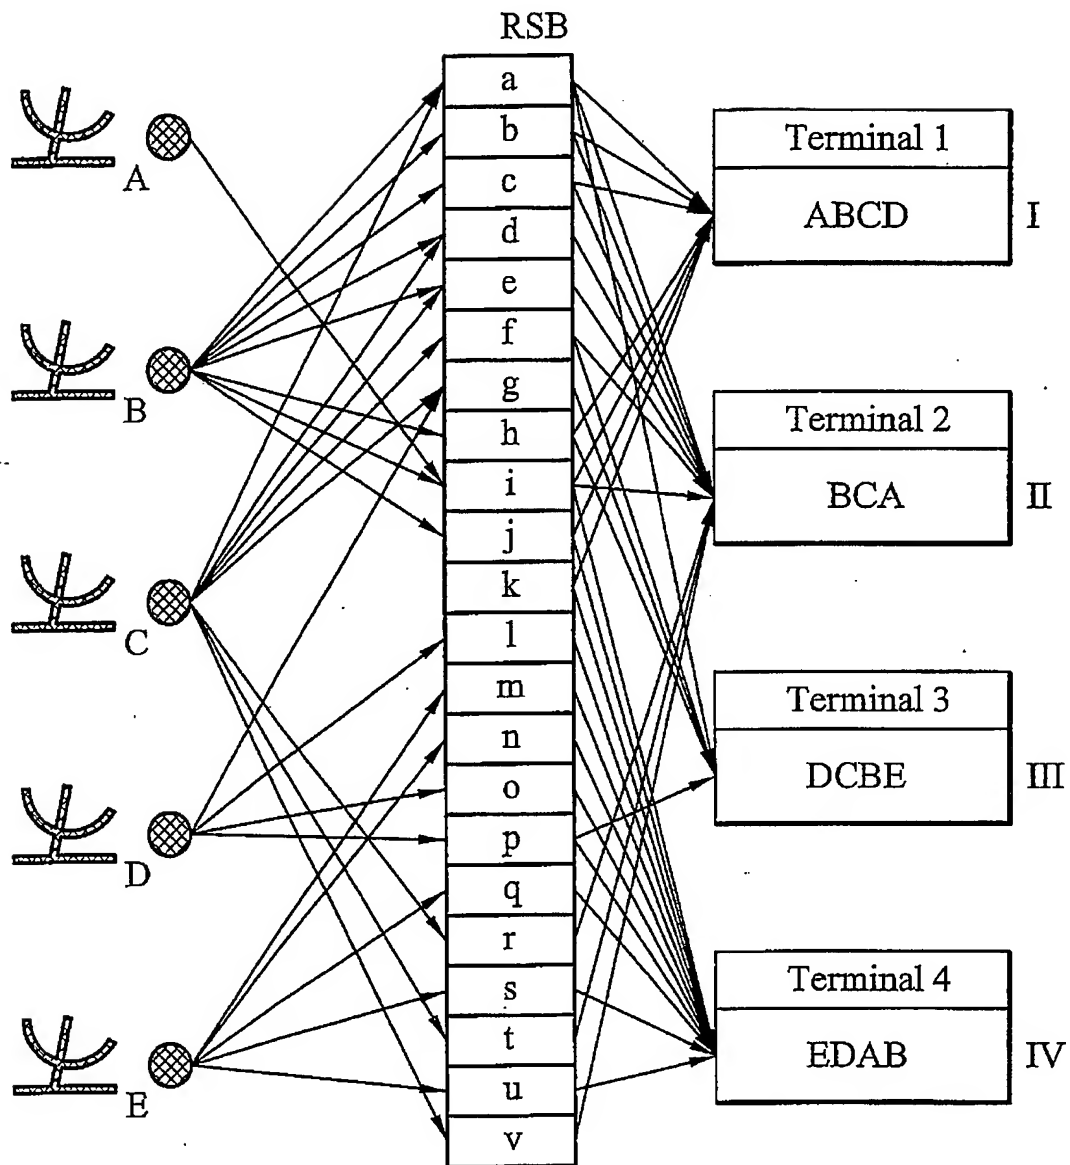 RSB
a
b
c
d
e
f
g
h
i
j
k
l
m
n
o
p
q
r
s
t
u
v
A
B
C
D
E
Terminal 1
ABCD
I
Terminal 2
BCA
II
Terminal 3
DCBE
III
Terminal 4
EDAB
IV